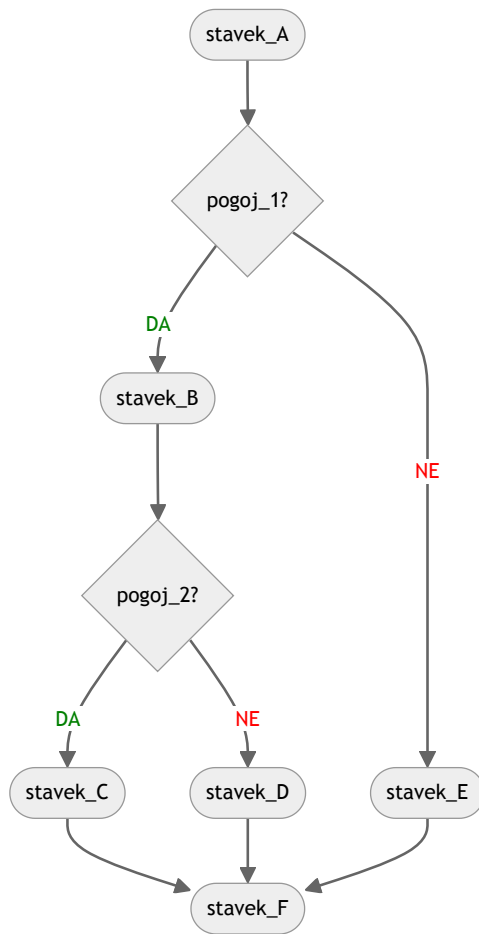 stavek_A
pogoj_1?
DA
stavek_B
NE
pogoj_2?
DA
NE
stavek_C
stavek_D
stavek_E
stavek_F